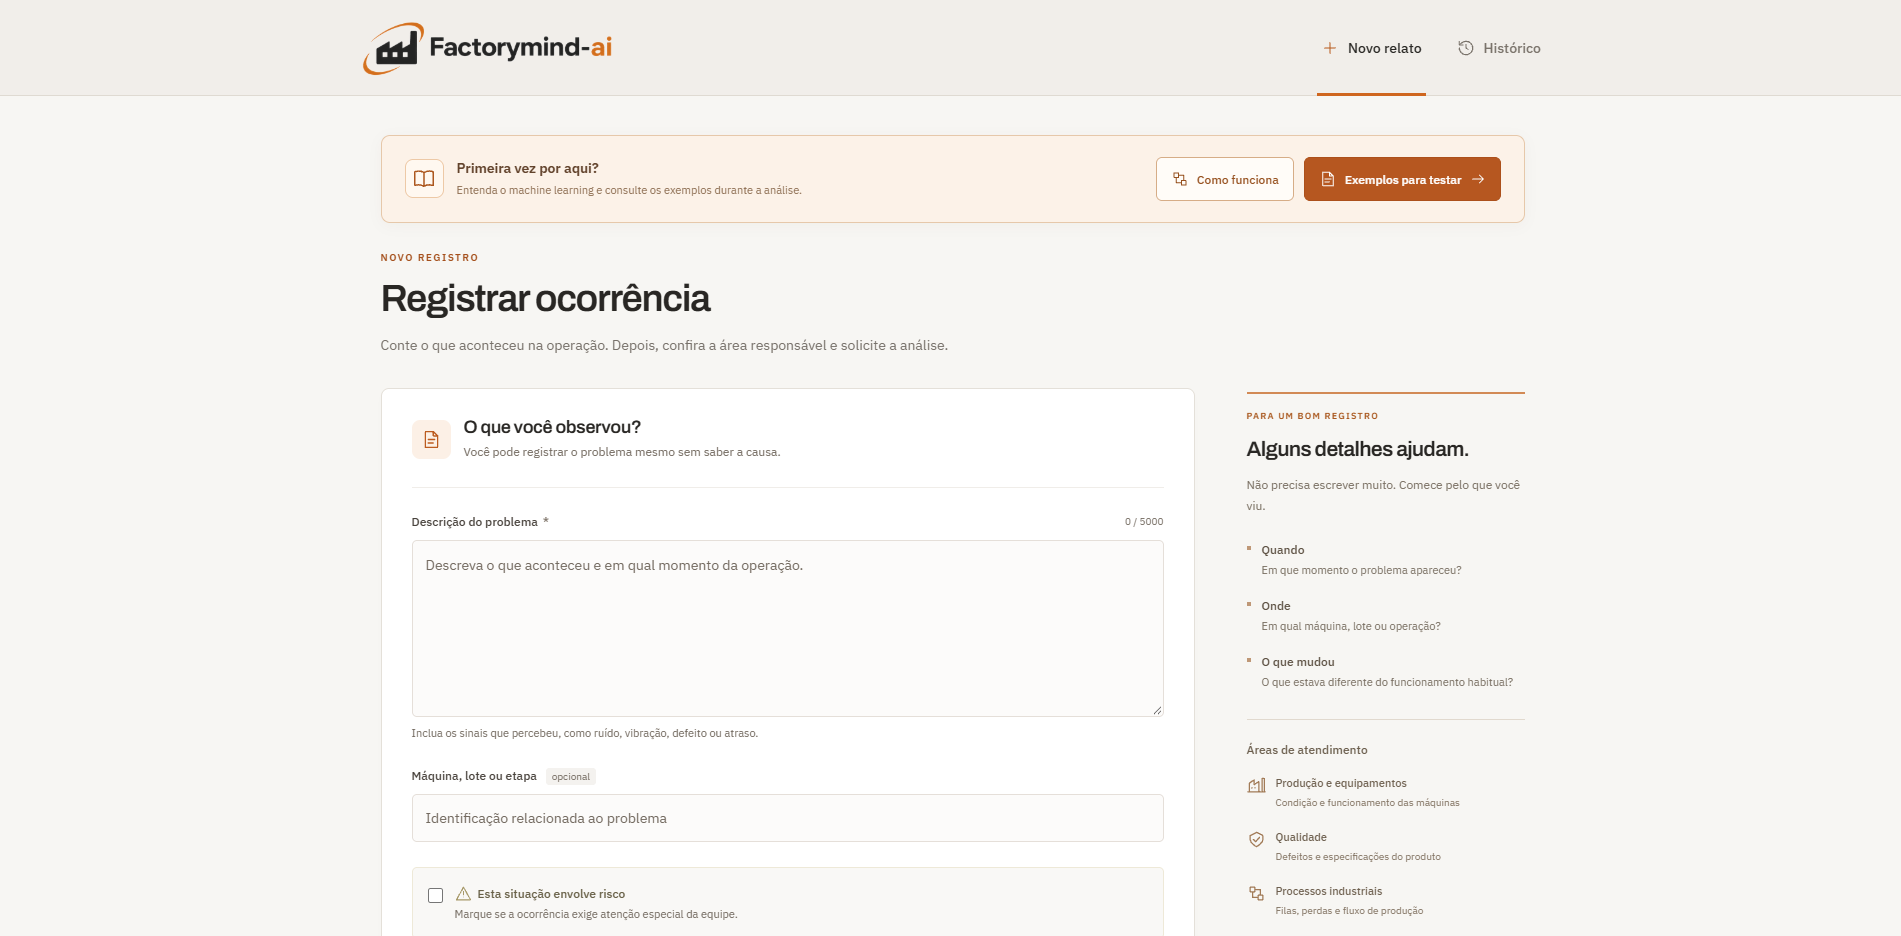 Factorymind-ai
Novo relato
Histórico
Primeira vez por aqui?
Entenda o machine learning e consulte os exemplos durante a análise.
Como funciona
Exemplos para testar
NOVO REGISTRO
Registrar ocorrência
Conte o que aconteceu na operação. Depois, confira a área responsável e solicite a análise.
O que você observou?
Você pode registrar o problema mesmo sem saber a causa.
Descrição do problema *
0 / 5000
Descreva o que aconteceu e em qual momento da operação.
Inclua os sinais que percebeu, como ruído, vibração, defeito ou atraso.
Máquina, lote ou etapa opcional
Identificação relacionada ao problema
Esta situação envolve risco
Marque se a ocorrência exige atenção especial da equipe.
PARA UM BOM REGISTRO
Alguns detalhes ajudam.
Não precisa escrever muito. Comece pelo que você
viu.
Quando
Em que momento o problema apareceu?
Onde
Em qual máquina, lote ou operação?
O que mudou
O que estava diferente do funcionamento habitual?
Áreas de atendimento
Produção e equipamentos
Condição e funcionamento das máquinas
Qualidade
Defeitos e especificações do produto
Processos industriais
Filas, perdas e fluxo de produção